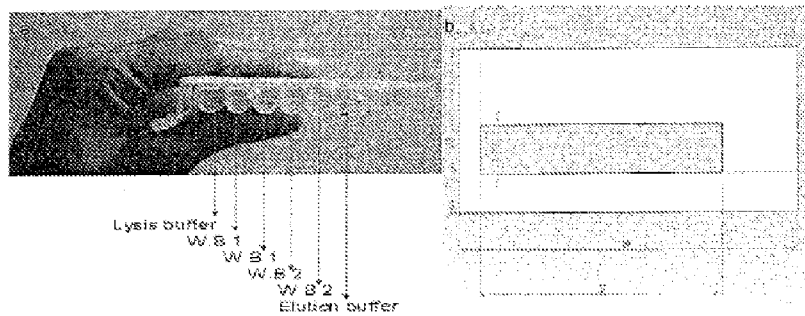 a
b
Lysis buffer
W.B 1
W.B 1
W.B 2
W.B 2
Elution buffer